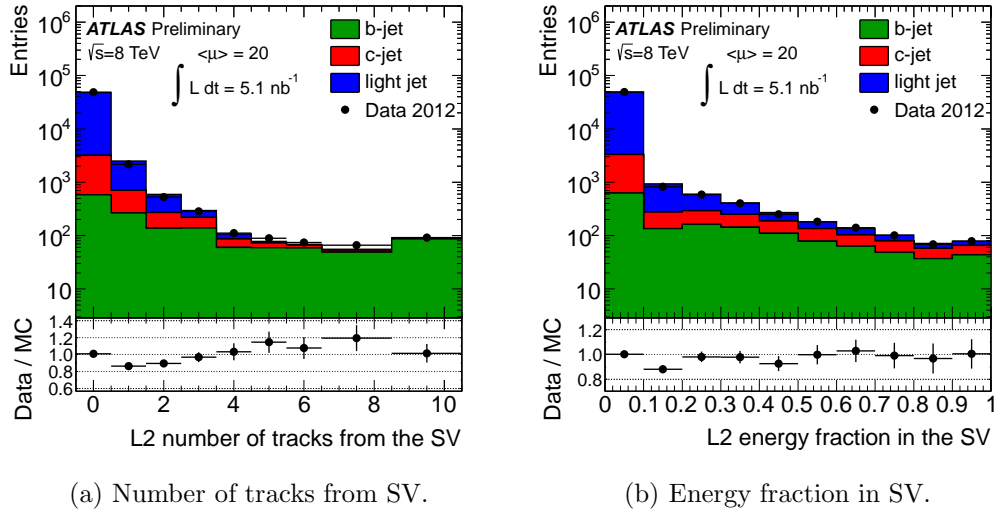 Entries
10^6
10^5
10^4
10^3
10^2
10
ATLAS Preliminary
√s=8 TeV
<μ> = 20
∫ L dt = 5.1 nb^-1
b-jet
c-jet
light jet
Data 2012
Data / MC
1.4
1.2
1.0
0.8
0.6
0 2 4 6 8 10
L2 number of tracks from the SV
(a) Number of tracks from SV.
Entries
10^6
10^5
10^4
10^3
10^2
10
ATLAS Preliminary
√s=8 TeV
<μ> = 20
∫ L dt = 5.1 nb^-1
b-jet
c-jet
light jet
Data 2012
Data / MC
1.2
1.0
0.8
0 0.1 0.2 0.3 0.4 0.5 0.6 0.7 0.8 0.9 1
L2 energy fraction in the SV
(b) Energy fraction in SV.